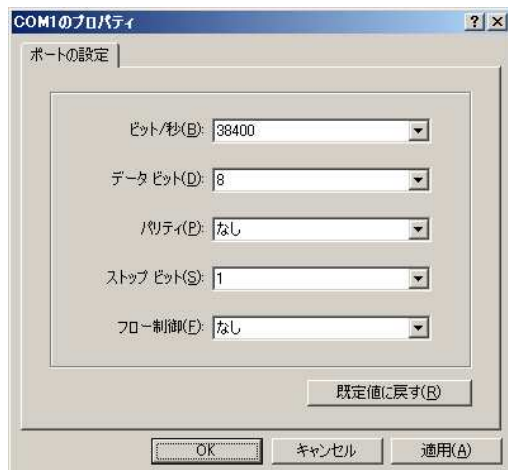 COM1のプロパティ
ポートの設定
ビット/秒(B): 38400
データ ビット(D): 8
パリティ(P): なし
ストップ ビット(S): 1
フロー制御(F): なし
既定値に戻す(R)
OK キャンセル 適用(A)